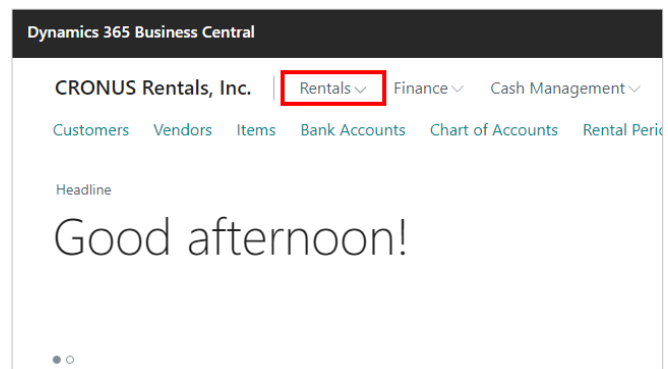 Dynamics 365 Business Central
CRONUS Rentals, Inc. Rentals Finance Cash Management
Customers Vendors Items Bank Accounts Chart of Accounts Rental
Headline
Good afternoon!